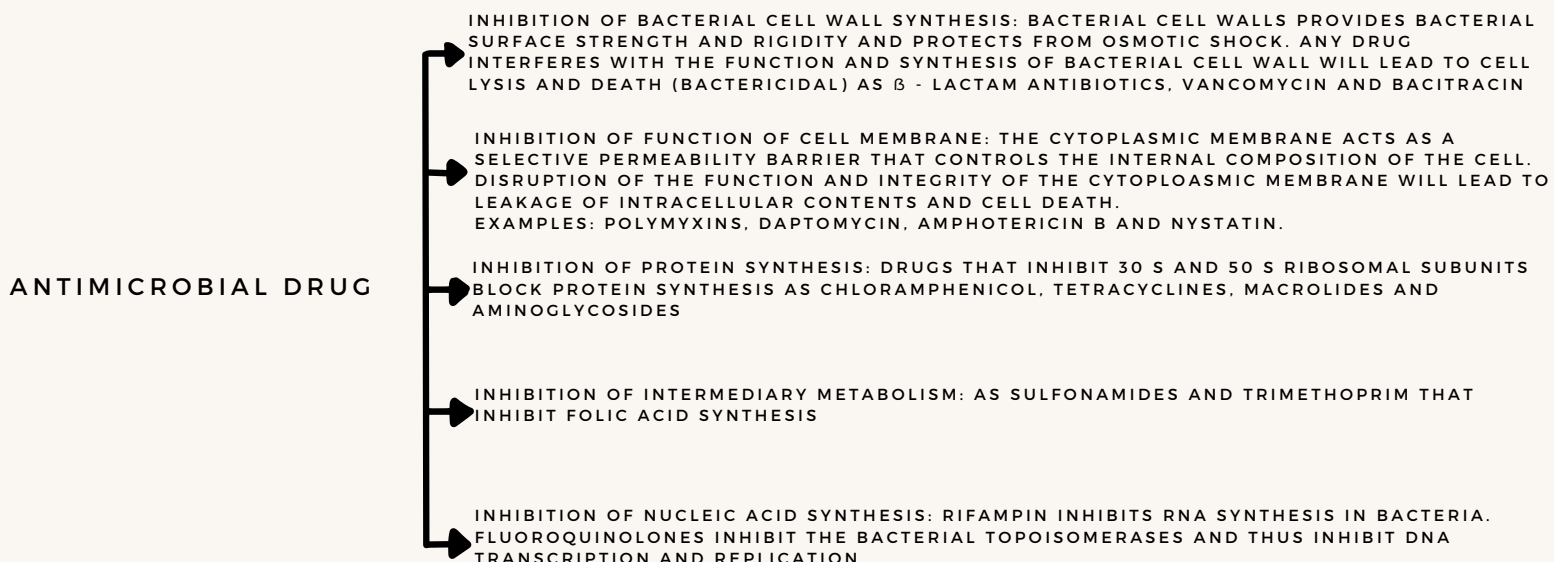 INHIBITION OF BACTERIAL CELL WALL SYNTHESIS: BACTERIAL CELL WALLS PROVIDES BACTERIAL
SURFACE STRENGTH AND RIGIDITY AND PROTECTS FROM OSMOTIC SHOCK. ANY DRUG
INTERFERES WITH THE FUNCTION AND SYNTHESIS OF BACTERIAL CELL WALL WILL LEAD TO CELL
LYSIS AND DEATH (BACTERICIDAL) AS ß - LACTAM ANTIBIOTICS, VANCOMYCIN AND BACITRACIN
INHIBITION OF FUNCTION OF CELL MEMBRANE: THE CYTOPLASMIC MEMBRANE ACTS AS A
SELECTIVE PERMEABILITY BARRIER THAT CONTROLS THE INTERNAL COMPOSITION OF THE CELL.
DISRUPTION OF THE FUNCTION AND INTEGRITY OF THE CYTOPLOASMIC MEMBRANE WILL LEAD TO
LEAKAGE OF INTRACELLULAR CONTENTS AND CELL DEATH.
EXAMPLES: POLYMYXINS, DAPTOMYCIN, AMPHOTERICIN B AND NYSTATIN.
ANTIMICROBIAL DRUG
INHIBITION OF PROTEIN SYNTHESIS: DRUGS THAT INHIBIT 30 S AND 50 S RIBOSOMAL SUBUNITS
BLOCK PROTEIN SYNTHESIS AS CHLORAMPHENICOL, TETRACYCLINES, MACROLIDES AND
AMINOGLYCOSIDES
INHIBITION OF INTERMEDIARY METABOLISM: AS SULFONAMIDES AND TRIMETHOPRIM THAT
INHIBIT FOLIC ACID SYNTHESIS
INHIBITION OF NUCLEIC ACID SYNTHESIS: RIFAMPIN INHIBITS RNA SYNTHESIS IN BACTERIA.
FLUOROQUINOLONES INHIBIT THE BACTERIAL TOPOISOMERASES AND THUS INHIBIT DNA
TRANSCRIPTION AND REPLICATION